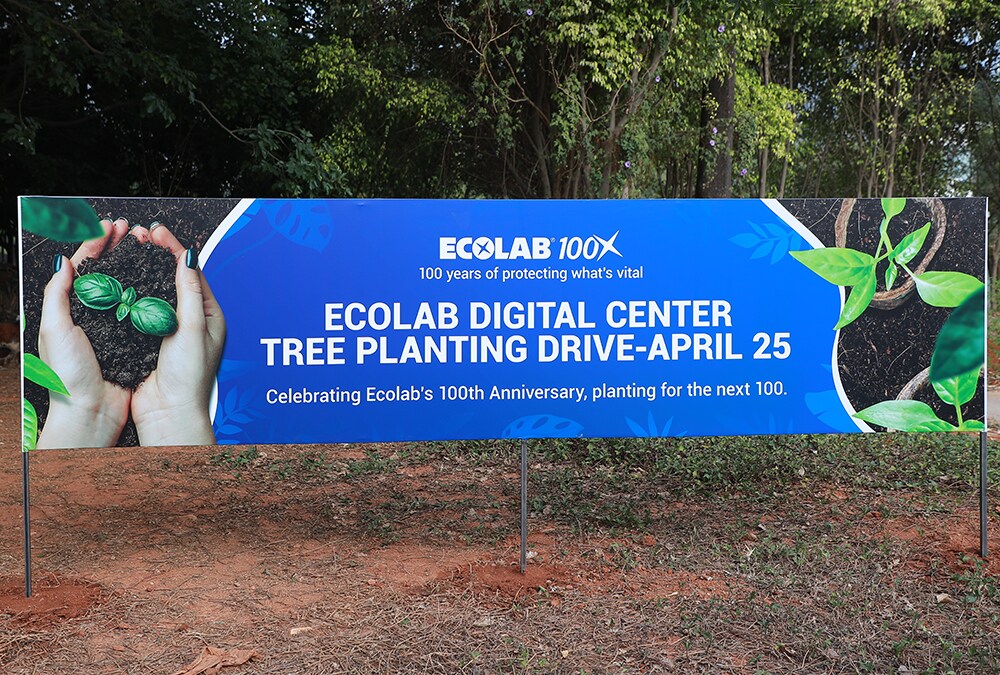 ECOLAB® 100X
100 years of protecting what's vital
ECOLAB DIGITAL CENTER
TREE PLANTING DRIVE-APRIL 25
Celebrating Ecolab's 100th Anniversary, planting for the next 100.